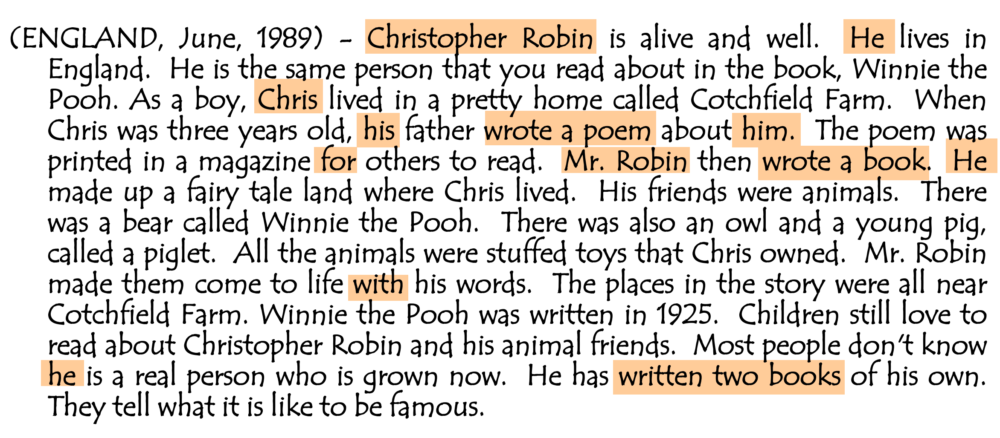 (ENGLAND, June, 1989) - Christopher Robin is alive and well. He lives in
England. He is the same person that you read about in the book, Winnie the
Pooh. As a boy, Chris lived in a pretty home called Cotchfield Farm. When
Chris was three years old, his father wrote a poem about him. The poem was
printed in a magazine for others to read. Mr. Robin then wrote a book. He
made up a fairy tale land where Chris lived. His friends were animals. There
was a bear called Winnie the Pooh. There was also an owl and a young pig,
called a piglet. All the animals were stuffed toys that Chris owned. Mr. Robin
made them come to life with his words. The places in the story were all near
Cotchfield Farm. Winnie the Pooh was written in 1925. Children still love to
read about Christopher Robin and his animal friends. Most people don't know
he is a real person who is grown now. He has written two books of his own.
They tell what it is like to be famous.